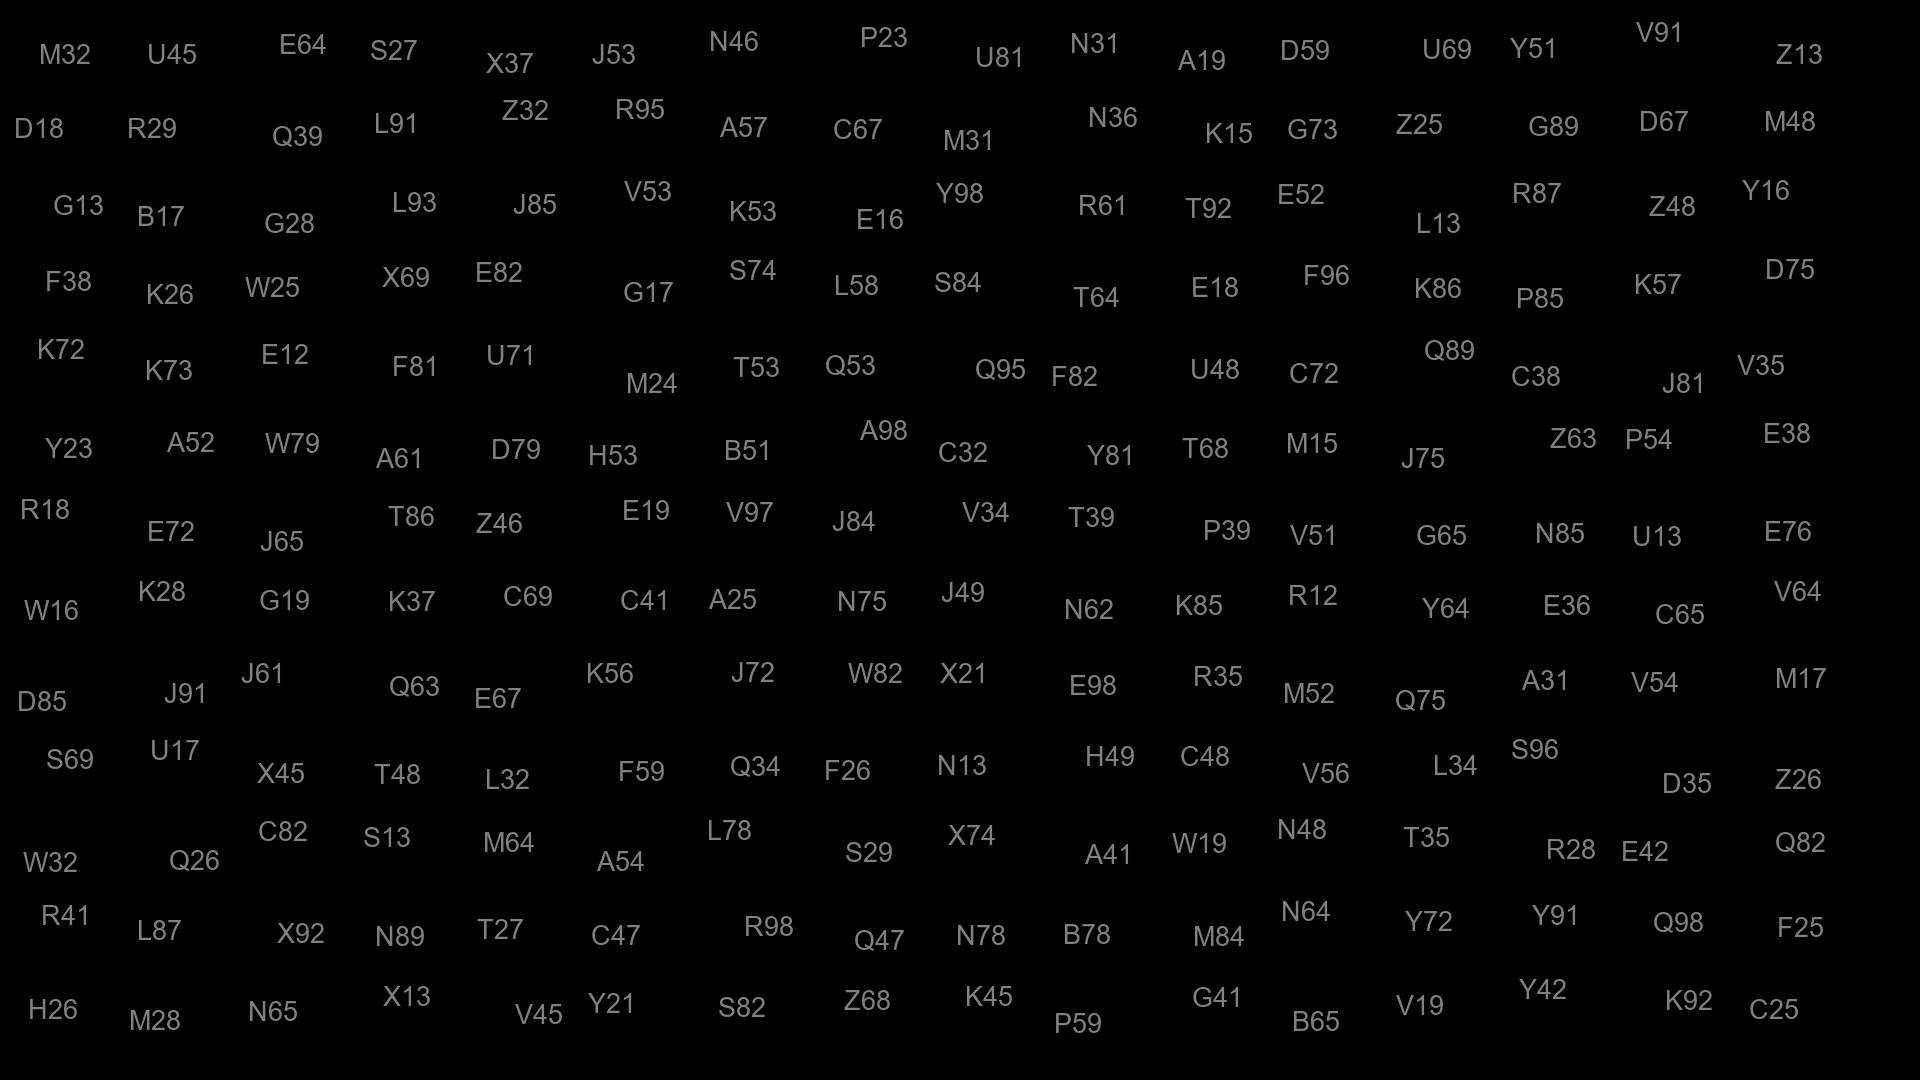 M32 U45 E64 S27 X37 J53 N46 P23 U81 N31 A19 D59 U69 Y51 V91 Z13
D18 R29 Q39 L91 Z32 R95 A57 C67 M31 N36 K15 G73 Z25 G89 D67 M48
G13 B17 G28 L93 J85 V53 K53 E16 Y98 R61 T92 E52 L13 R87 Z48 Y16
F38 K26 W25 X69 E82 G17 S74 L58 S84 T64 E18 F96 K86 P85 K57 D75
K72 K73 E12 F81 U71 M24 T53 Q53 Q95 F82 U48 C72 Q89 C38 J81 V35
Y23 A52 W79 A61 D79 H53 B51 A98 C32 Y81 T68 M15 J75 Z63 P54 E38
R18 E72 J65 T86 Z46 E19 V97 J84 V34 T39 P39 V51 G65 N85 U13 E76
W16 K28 G19 K37 C69 C41 A25 N75 J49 N62 K85 R12 Y64 E36 C65 V64
D85 J91 J61 Q63 E67 K56 J72 W82 X21 E98 R35 M52 Q75 A31 V54 M17
S69 U17 X45 T48 L32 F59 Q34 F26 N13 H49 C48 V56 L34 S96 D35 Z26
W32 Q26 C82 S13 M64 A54 L78 S29 X74 A41 W19 N48 T35 R28 E42 Q82
R41 L87 X92 N89 T27 C47 R98 Q47 N78 B78 M84 N64 Y72 Y91 Q98 F25
H26 M28 N65 X13 V45 Y21 S82 Z68 K45 P59 G41 B65 V19 Y42 K92 C25